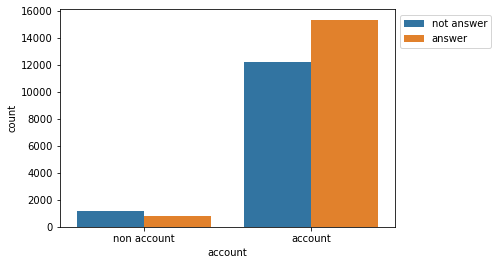 16000
14000
12000
10000
8000
6000
4000
2000
0
count
non account
account
account
not answer
answer